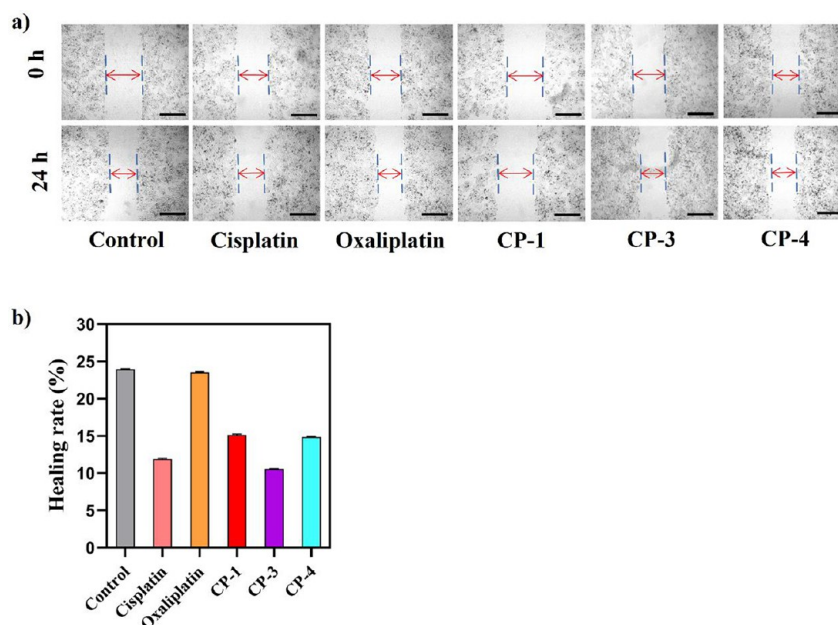 a)
0 h
24 h
Control Cisplatin Oxaliplatin CP-1 CP-3 CP-4
b)
Healing rate (%)
30
25
20
15
10
5
0
Control Cisplatin Oxaliplatin CP-1 CP-3 CP-4